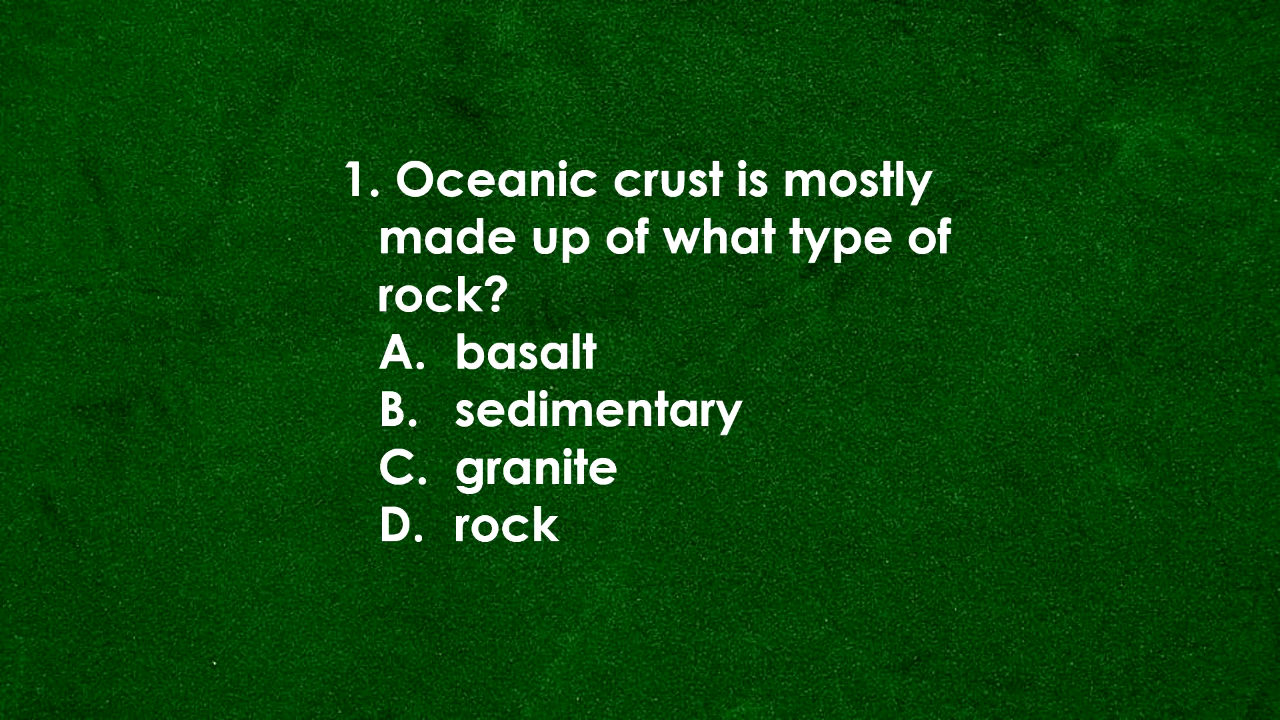 1. Oceanic crust is mostly
made up of what type of
rock?
A. basalt
B. sedimentary
C. granite
D. rock